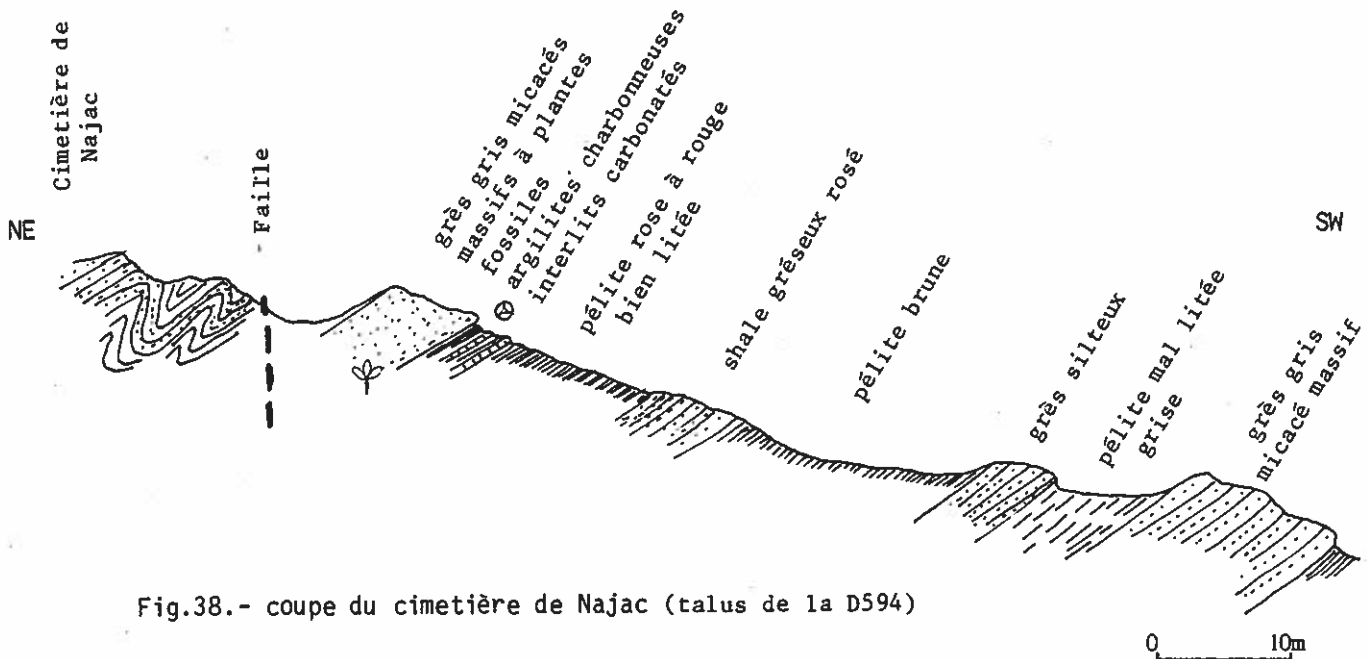 Cimetière de
Najac
NE
Faille
grès gris micacés
massifs à plantes
fossiles
argilites charbonneuses
interlits carbonatés
pélite rose à rouge
bien litée
shale gréseux rosé
pélite brune
grès silteux
pélite mal litée
grise
grès gris
micacé massif
SW
Fig.38.- coupe du cimetière de Najac (talus de la D594)
0 10m